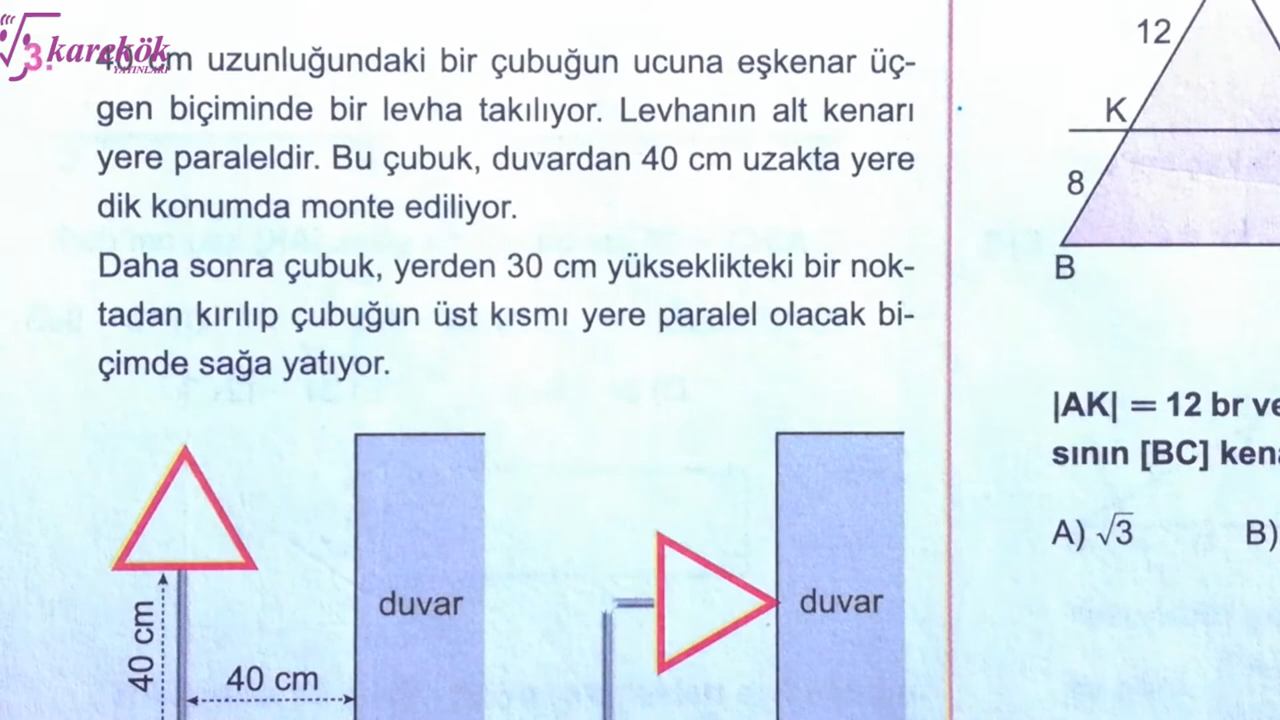 karekök
YAYINLARI
3.
40 cm uzunluğundaki bir çubuğun ucuna eşkenar üç-
gen biçiminde bir levha takılıyor. Levhanın alt kenarı
yere paraleldir. Bu çubuk, duvardan 40 cm uzakta yere
dik konumda monte ediliyor.
Daha sonra çubuk, yerden 30 cm yükseklikteki bir nok-
tadan kırılıp çubuğun üst kısmı yere paralel olacak bi-
çimde sağa yatıyor.
duvar
40 cm
40 cm
duvar
12
K
8
B
|AK| = 12 br ve
sının [BC] kena
A) √3 B)